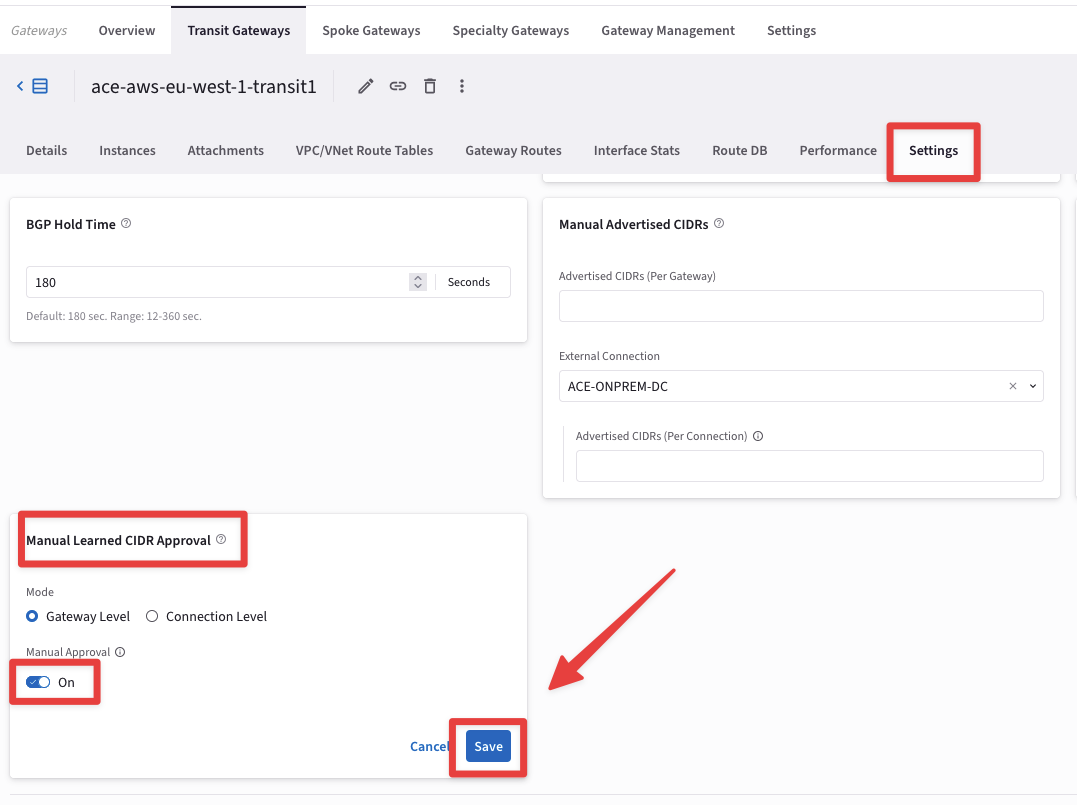 Gateways Overview Transit Gateways Spoke Gateways Specialty Gateways Gateway Management Settings
ace-aws-eu-west-1-transit1
Details Instances Attachments VPC/VNet Route Tables Gateway Routes Interface Stats Route DB Performance Settings
BGP Hold Time
180 Seconds
Default: 180 sec. Range: 12-360 sec.
Manual Advertised CIDRs
Advertised CIDRs (Per Gateway)
External Connection
ACE-ONPREM-DC
Advertised CIDRs (Per Connection)
Manual Learned CIDR Approval
Mode
Gateway Level Connection Level
Manual Approval
On
Cancel Save